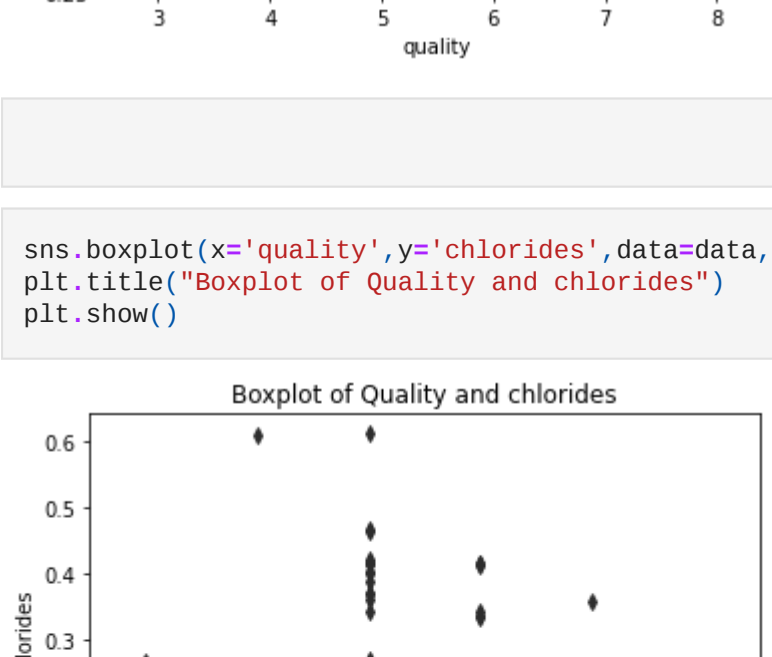 3 4 5 6 7 8
quality
sns.boxplot(x='quality',y='chlorides',data=data,
plt.title("Boxplot of Quality and chlorides")
plt.show()
Boxplot of Quality and chlorides
0.6
0.5
0.4
0.3